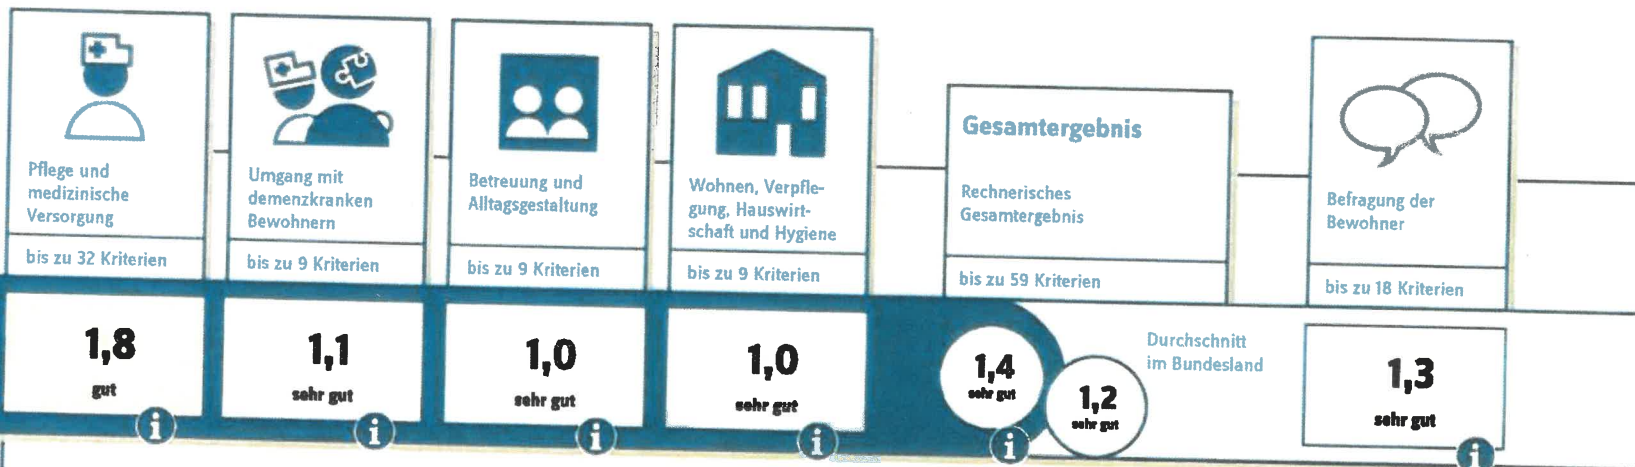 Pflege und
medizinische
Versorgung
bis zu 32 Kriterien
1,8
gut
i
Umgang mit
demenzkranken
Bewohnern
bis zu 9 Kriterien
1,1
sehr gut
i
Betreuung und
Alltagsgestaltung
bis zu 9 Kriterien
1,0
sehr gut
i
Wohnen, Verpfle-
gung, Hauswirt-
schaft und Hygiene
bis zu 9 Kriterien
1,0
sehr gut
i
Gesamtergebnis
Rechnerisches
Gesamtergebnis
bis zu 59 Kriterien
1,4
sehr gut
i
Durchschnitt
im Bundesland
1,2
sehr gut
Befragung der
Bewohner
bis zu 18 Kriterien
1,3
sehr gut
i